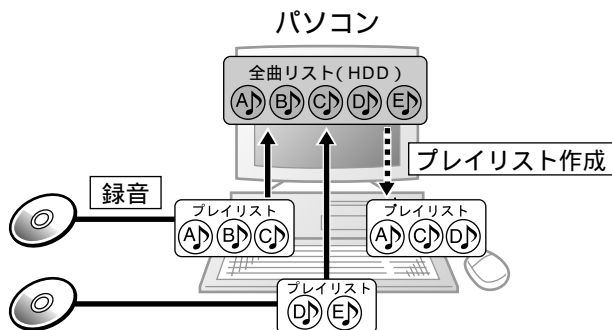 パソコン
全曲リスト(HDD)
A B C D E
プレイリスト作成
録音
プレイリスト
A B C
プレイリスト
A C D
プレイリスト
D E